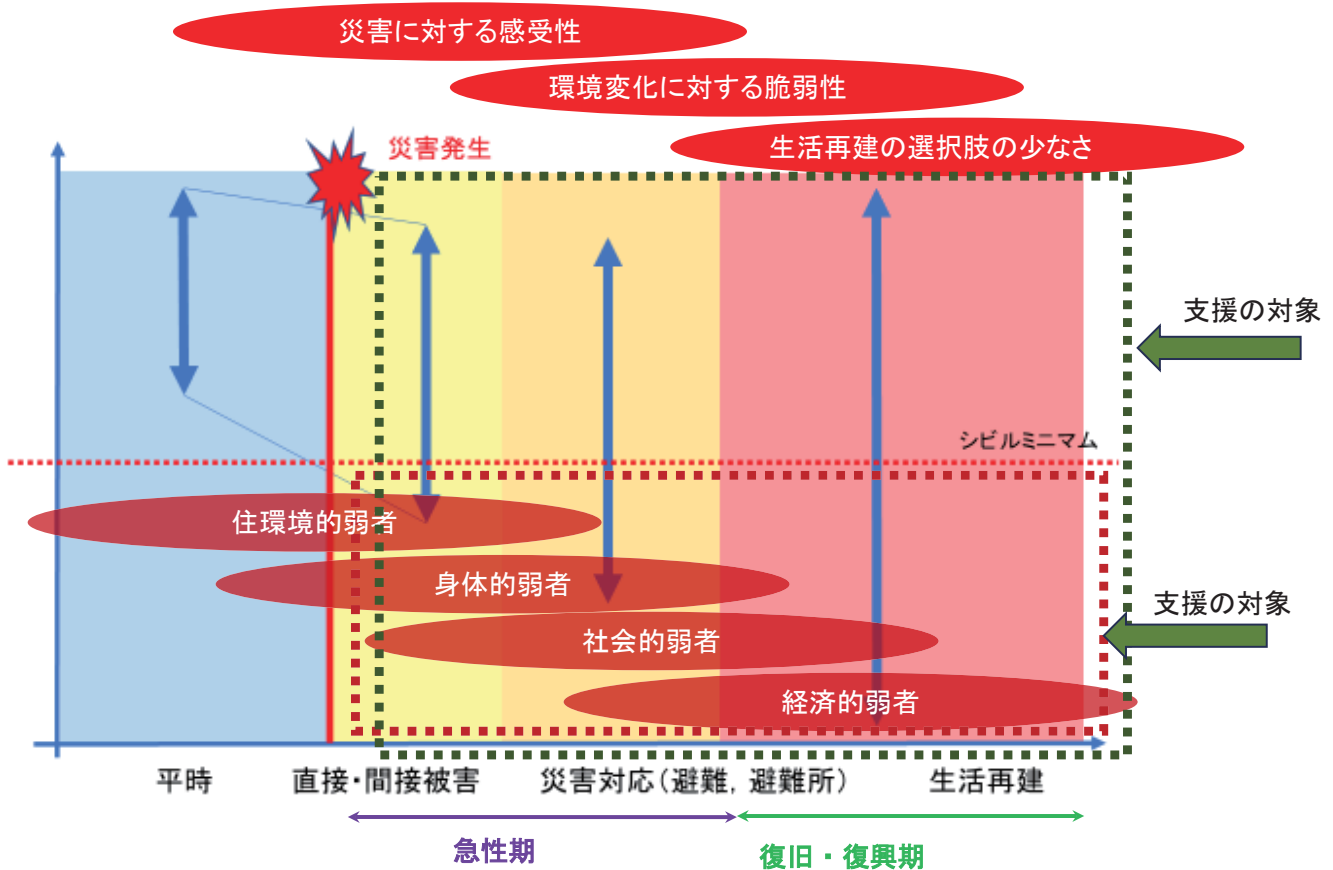 災害に対する感受性
環境変化に対する脆弱性
生活再建の選択肢の少なさ
災害発生
支援の対象
シビルミニマム
住環境的弱者
身体的弱者
支援の対象
社会的弱者
経済的弱者
平時
直接・間接被害
災害対応（避難，避難所）
生活再建
急性期
復旧・復興期